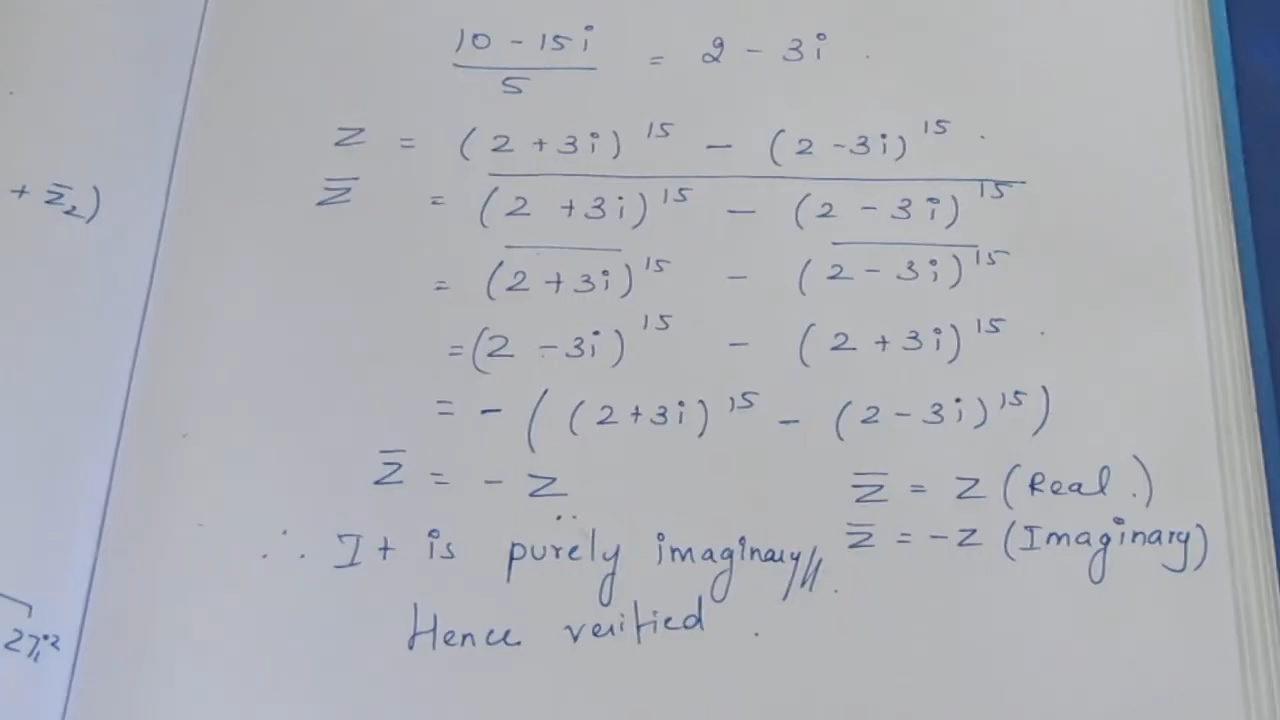 10 - 15i / 5 = 2 - 3i .
z = (2 + 3i)^15 - (2 - 3i)^15 .
+ z̄₂)
z̄ = \overline{(2 + 3i)^15 - (2 - 3i)^15}
= (\overline{2 + 3i})^15 - (\overline{2 - 3i})^15
= (2 - 3i)^15 - (2 + 3i)^15 .
= - ( (2 + 3i)^15 - (2 - 3i)^15 )
z̄ = - z
z̄ = z (Real .)
z̄ = - z (Imaginary)
∴ It is purely imaginary // .
Hence verified .